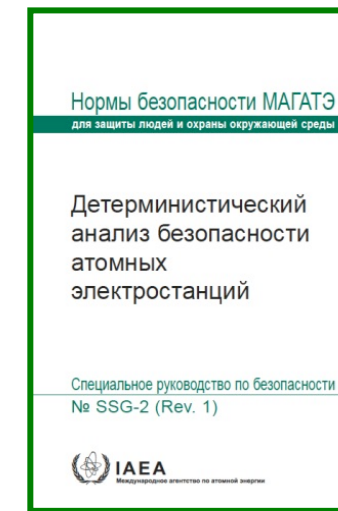 Нормы безопасности МАГАТЭ
для защиты людей и охраны окружающей среды
Детерминистический
анализ безопасности
атомных
электростанций
Специальное руководство по безопасности
№ SSG-2 (Rev. 1)
IAEA
Международное агентство по атомной энергии